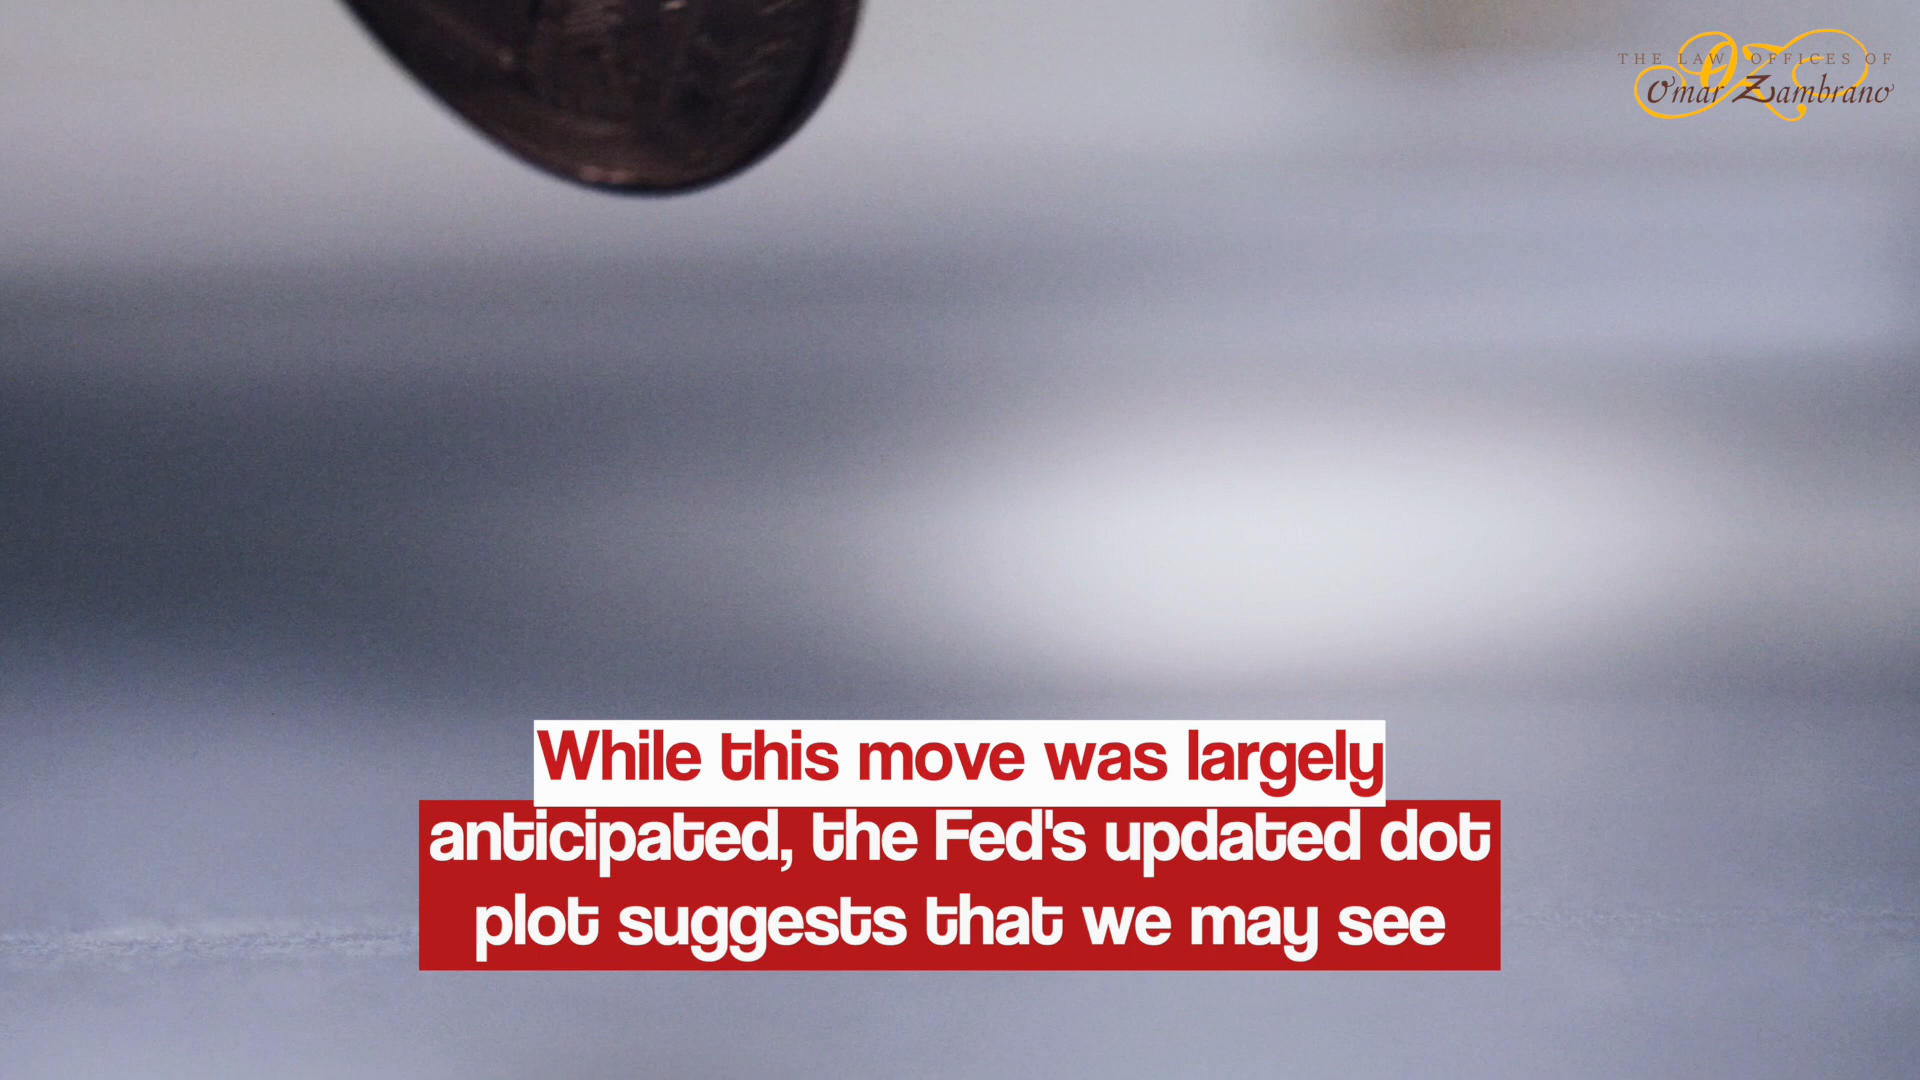 THE LAW OFFICES OF
Omar Zambrano
While this move was largely
anticipated, the Fed's updated dot
plot suggests that we may see